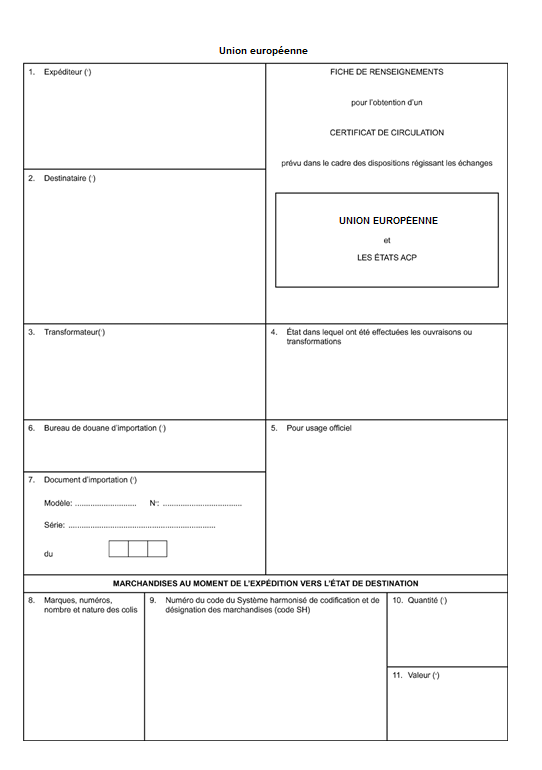 Union européenne
1. Expéditeur (¹)
FICHE DE RENSEIGNEMENTS
pour l'obtention d'un
CERTIFICAT DE CIRCULATION
prévu dans le cadre des dispositions régissant les échanges
2. Destinataire (¹)
UNION EUROPÉENNE
et
LES ÉTATS ACP
3. Transformateur(¹)
4. État dans lequel ont été effectuées les ouvraisons ou
transformations
6. Bureau de douane d'importation (¹)
5. Pour usage officiel
7. Document d'importation (²)
Modèle: ............................ N°: ....................................
Série: ...................................................................
du
MARCHANDISES AU MOMENT DE L'EXPÉDITION VERS L'ÉTAT DE DESTINATION
8. Marques, numéros,
nombre et nature des colis
9. Numéro du code du Système harmonisé de codification et de
désignation des marchandises (code SH)
10. Quantité (³)
11. Valeur (⁴)